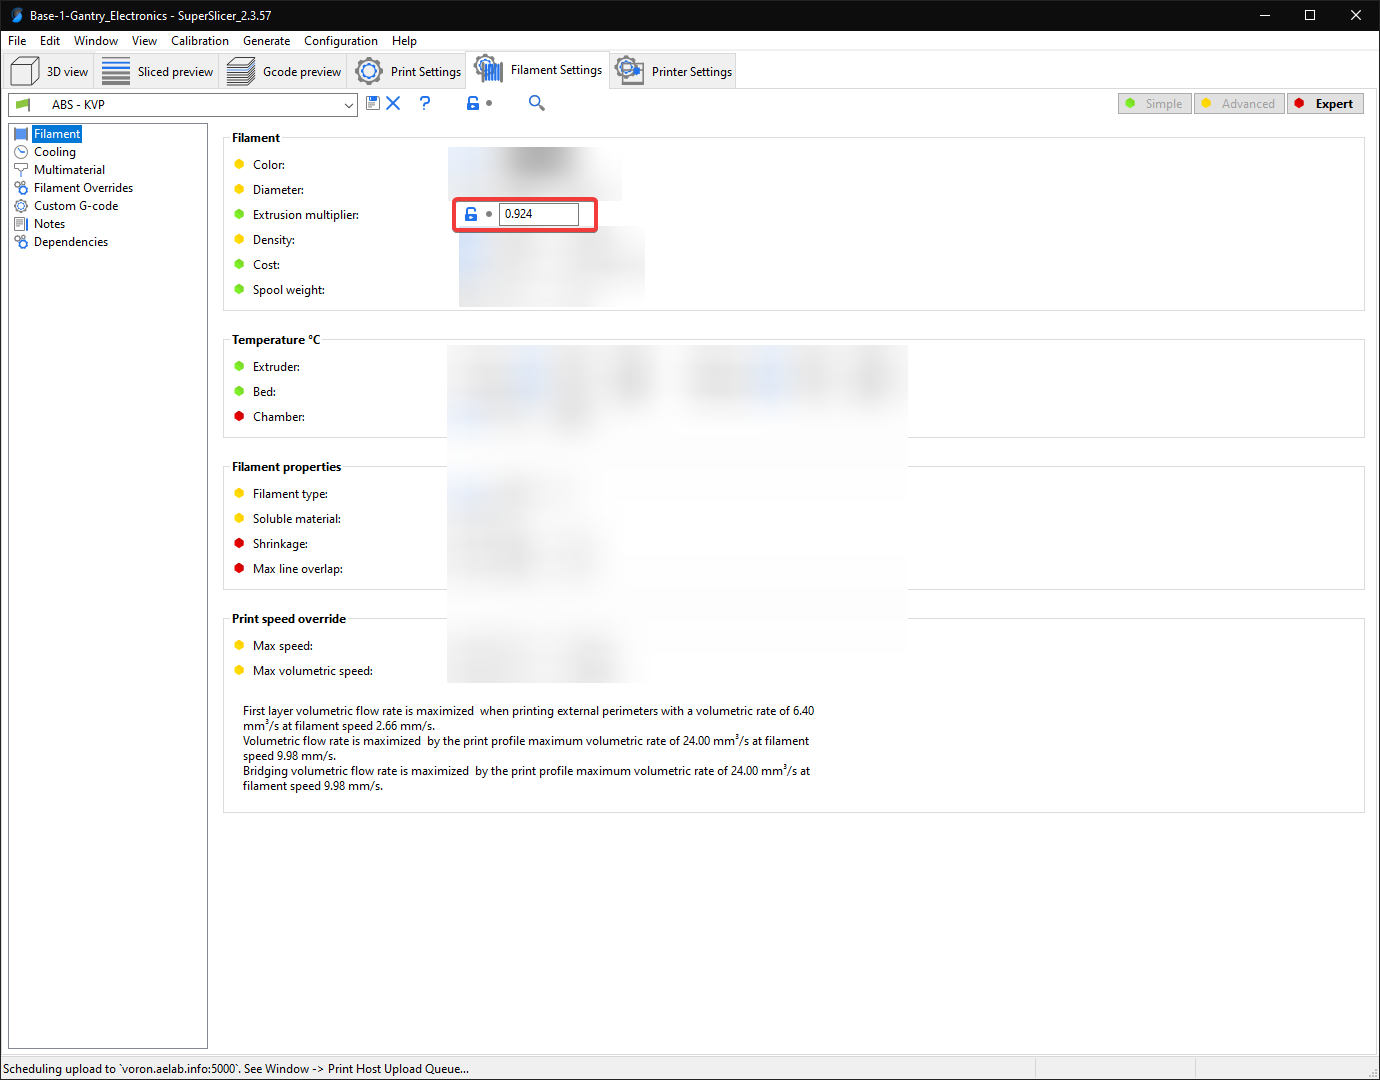 Base-1-Gantry_Electronics - SuperSlicer_2.3.57
File Edit Window View Calibration Generate Configuration Help
3D view Sliced preview Gcode preview Print Settings Filament Settings Printer Settings
ABS - KVP ? Simple Advanced Expert
Filament
Cooling
Multimaterial
Filament Overrides
Custom G-code
Notes
Dependencies
Filament
Color:
Diameter:
Extrusion multiplier: 0.924
Density:
Cost:
Spool weight:
Temperature °C
Extruder:
Bed:
Chamber:
Filament properties
Filament type:
Soluble material:
Shrinkage:
Max line overlap:
Print speed override
Max speed:
Max volumetric speed:
First layer volumetric flow rate is maximized  when printing external perimeters with a volumetric rate of 6.40
mm³/s at filament speed 2.66 mm/s.
Volumetric flow rate is maximized  by the print profile maximum volumetric rate of 24.00 mm³/s at filament
speed 9.98 mm/s.
Bridging volumetric flow rate is maximized  by the print profile maximum volumetric rate of 24.00 mm³/s at
filament speed 9.98 mm/s.
Scheduling upload to `voron.aelab.info:5000`. See Window -> Print Host Upload Queue...